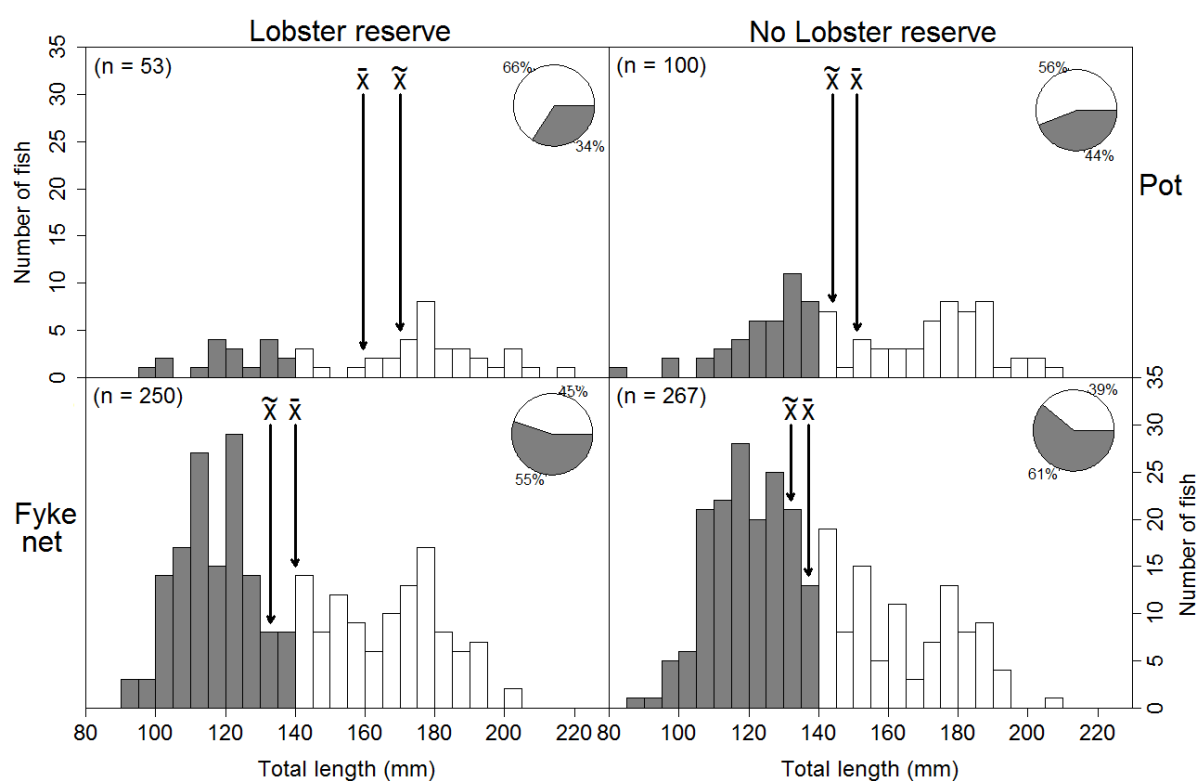 Lobster reserve
No Lobster reserve
(n = 53)
x̄
x̃
66%
34%
(n = 100)
x̃
x̄
56%
44%
Pot
Number of fish
35
30
25
20
15
10
5
0
(n = 250)
x̃
x̄
45%
55%
(n = 267)
x̃
x̄
39%
61%
Fyke
net
35
30
25
20
15
10
5
0
Number of fish
80 100 120 140 160 180 200 220
80 100 120 140 160 180 200 220
Total length (mm)
Total length (mm)